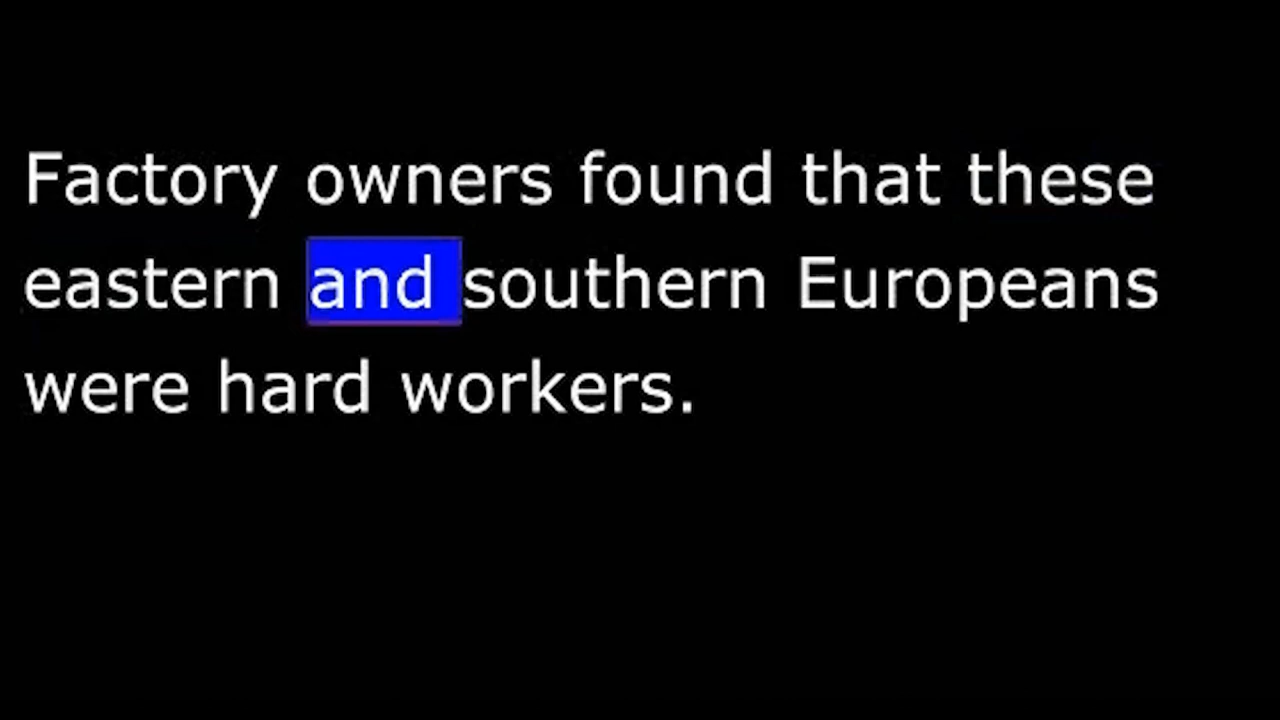 Factory owners found that these
eastern and southern Europeans
were hard workers.